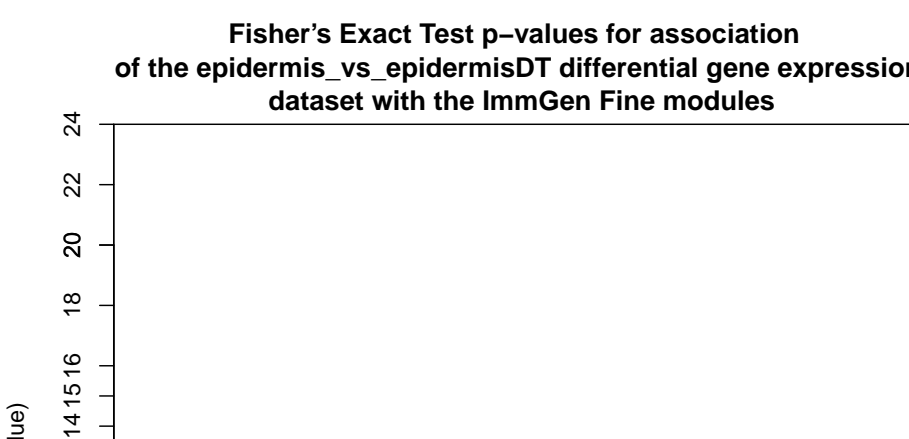 Fisher's Exact Test p−values for association
of the epidermis_vs_epidermisDT differential gene expression
dataset with the ImmGen Fine modules
24
22
20
18
16
15
14